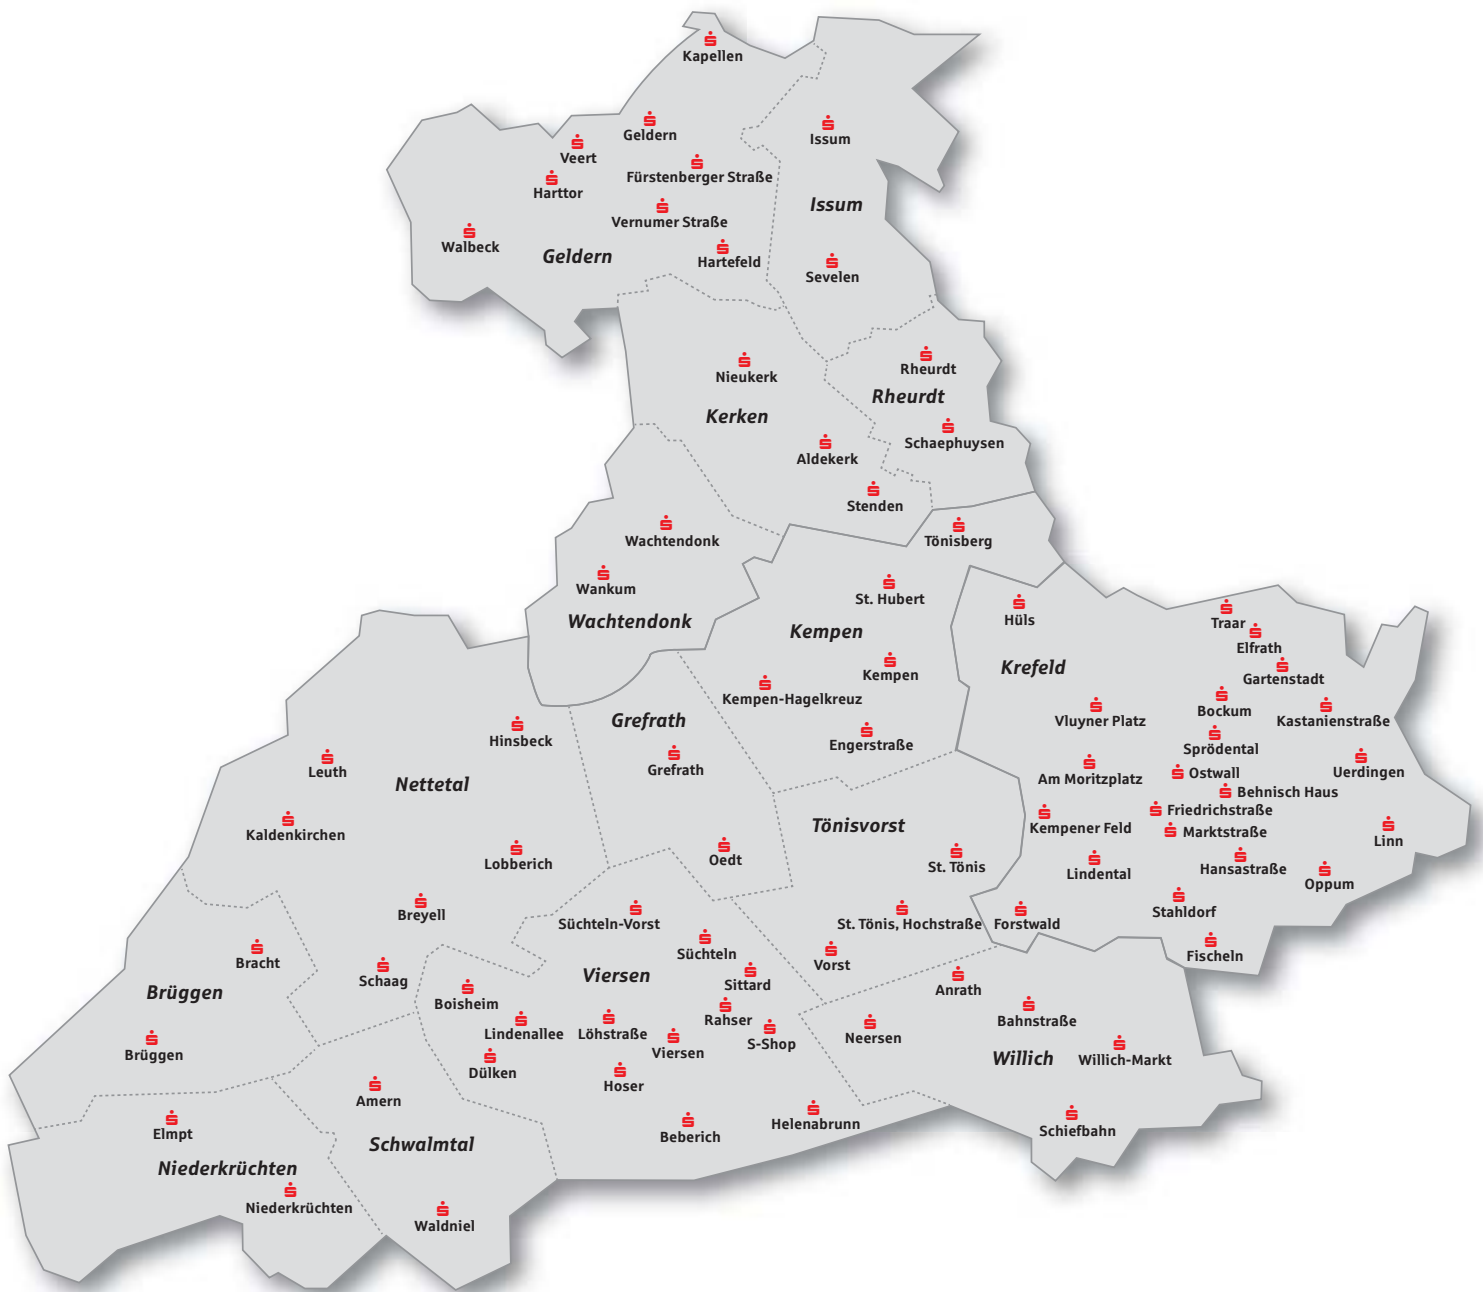 Kapellen
Geldern
Issum
Veert
Fürstenberger Straße
Harttor
Issum
Vernumer Straße
Walbeck
Geldern
Hartefeld
Sevelen
Nieukerk
Rheurdt
Rheurdt
Kerken
Schaephuysen
Aldekerk
Stenden
Wachtendonk
Tönisberg
Wankum
St. Hubert
Wachtendonk
Kempen
Hüls
Traar
Elfrath
Krefeld
Kempen
Gartenstadt
Kempen-Hagelkreuz
Bockum
Grefrath
Vluyner Platz
Kastanienstraße
Hinsbeck
Engerstraße
Sprödental
Leuth
Grefrath
Ostwall
Uerdingen
Nettetal
Am Moritzplatz
Behnisch Haus
Friedrichstraße
Kaldenkirchen
Tönisvorst
Kempener Feld
Marktstraße
Linn
Lobberich
Oedt
St. Tönis
Lindental
Hansastraße
Oppum
Breyell
Süchteln-Vorst
St. Tönis, Hochstraße
Forstwald
Stahldorf
Süchteln
Fischeln
Bracht
Vorst
Schaag
Viersen
Sittard
Brüggen
Boisheim
Anrath
Lindenallee
Löhstraße
Rahser
Bahnstraße
Brüggen
Viersen
S-Shop
Neersen
Willich
Willich-Markt
Dülken
Hoser
Amern
Helenabrunn
Elmpt
Beberich
Schiefbahn
Schwalmtal
Niederkrüchten
Niederkrüchten
Waldniel